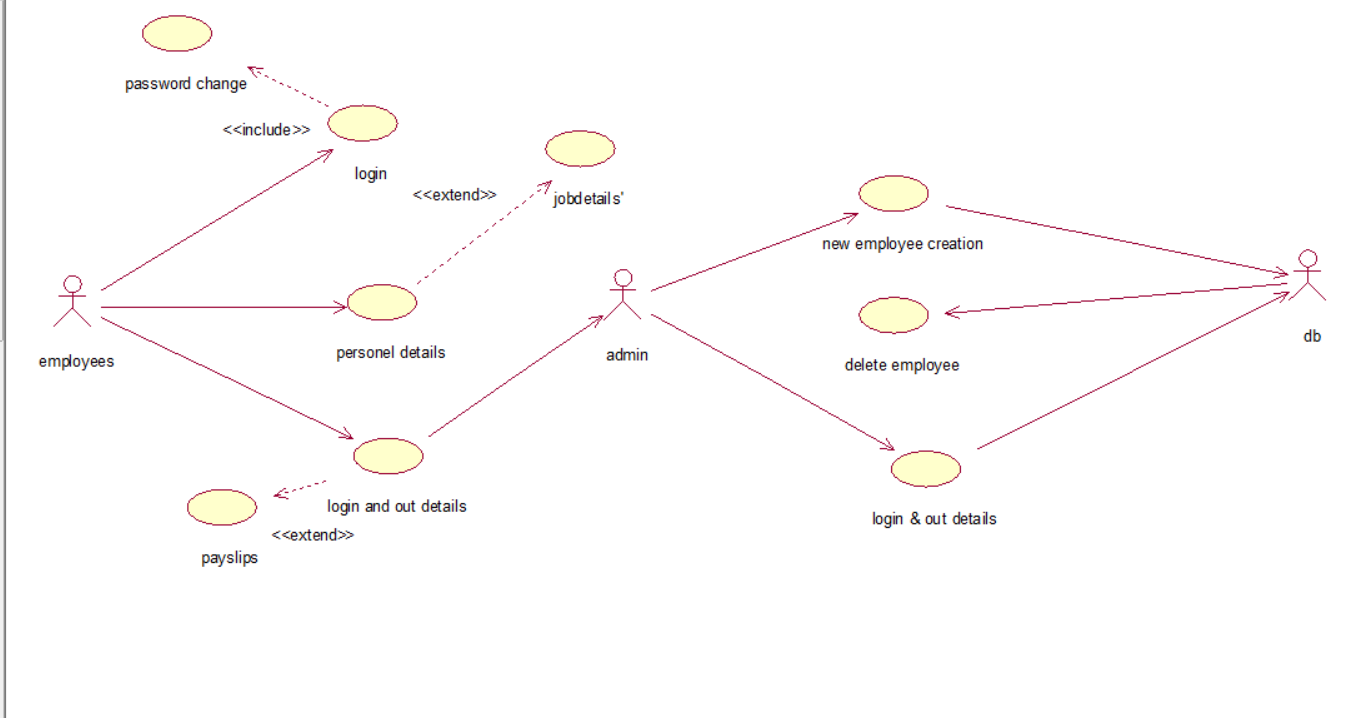 password change
<<include>>
login
<<extend>>
jobdetails'
new employee creation
employees
personel details
admin
delete employee
db
login and out details
<<extend>>
payslips
login & out details